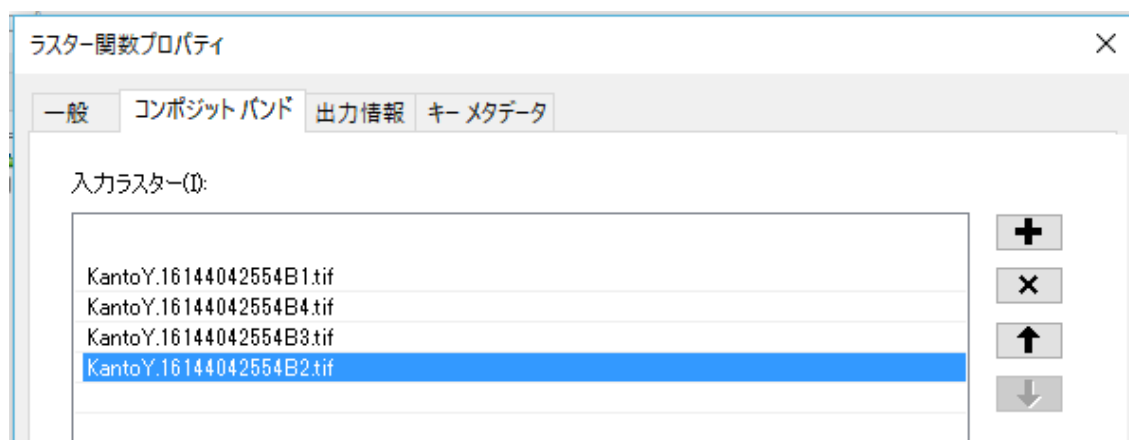 ラスター関数プロパティ
一般 コンポジット バンド 出力情報 キー メタデータ
入力ラスター(I):
KantoY.16144042554B1.tif
KantoY.16144042554B4.tif
KantoY.16144042554B3.tif
KantoY.16144042554B2.tif